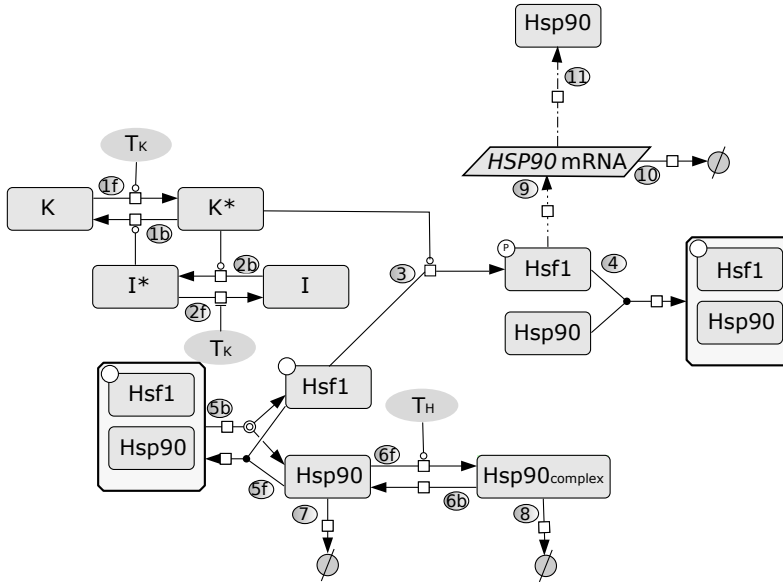 Hsp90
11
HSP90 mRNA
10
9
TK
1f
K
K*
1b
I*
I
2b
2f
TK
3
P
Hsf1
4
Hsp90
Hsf1
Hsp90
Hsf1
Hsp90
5b
Hsf1
5f
TH
Hsp90
6f
6b
Hsp90complex
7
8